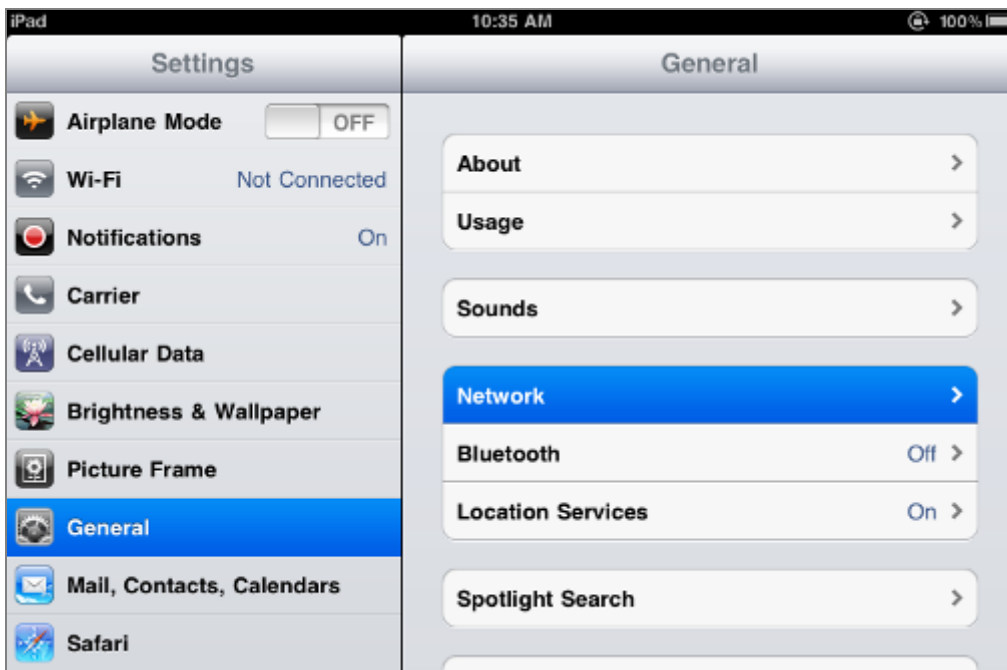 iPad 10:35 AM 100%
Settings
Airplane Mode OFF
Wi-Fi Not Connected
Notifications On
Carrier
Cellular Data
Brightness & Wallpaper
Picture Frame
General
Mail, Contacts, Calendars
Safari
General
About
Usage
Sounds
Network
Bluetooth Off
Location Services On
Spotlight Search